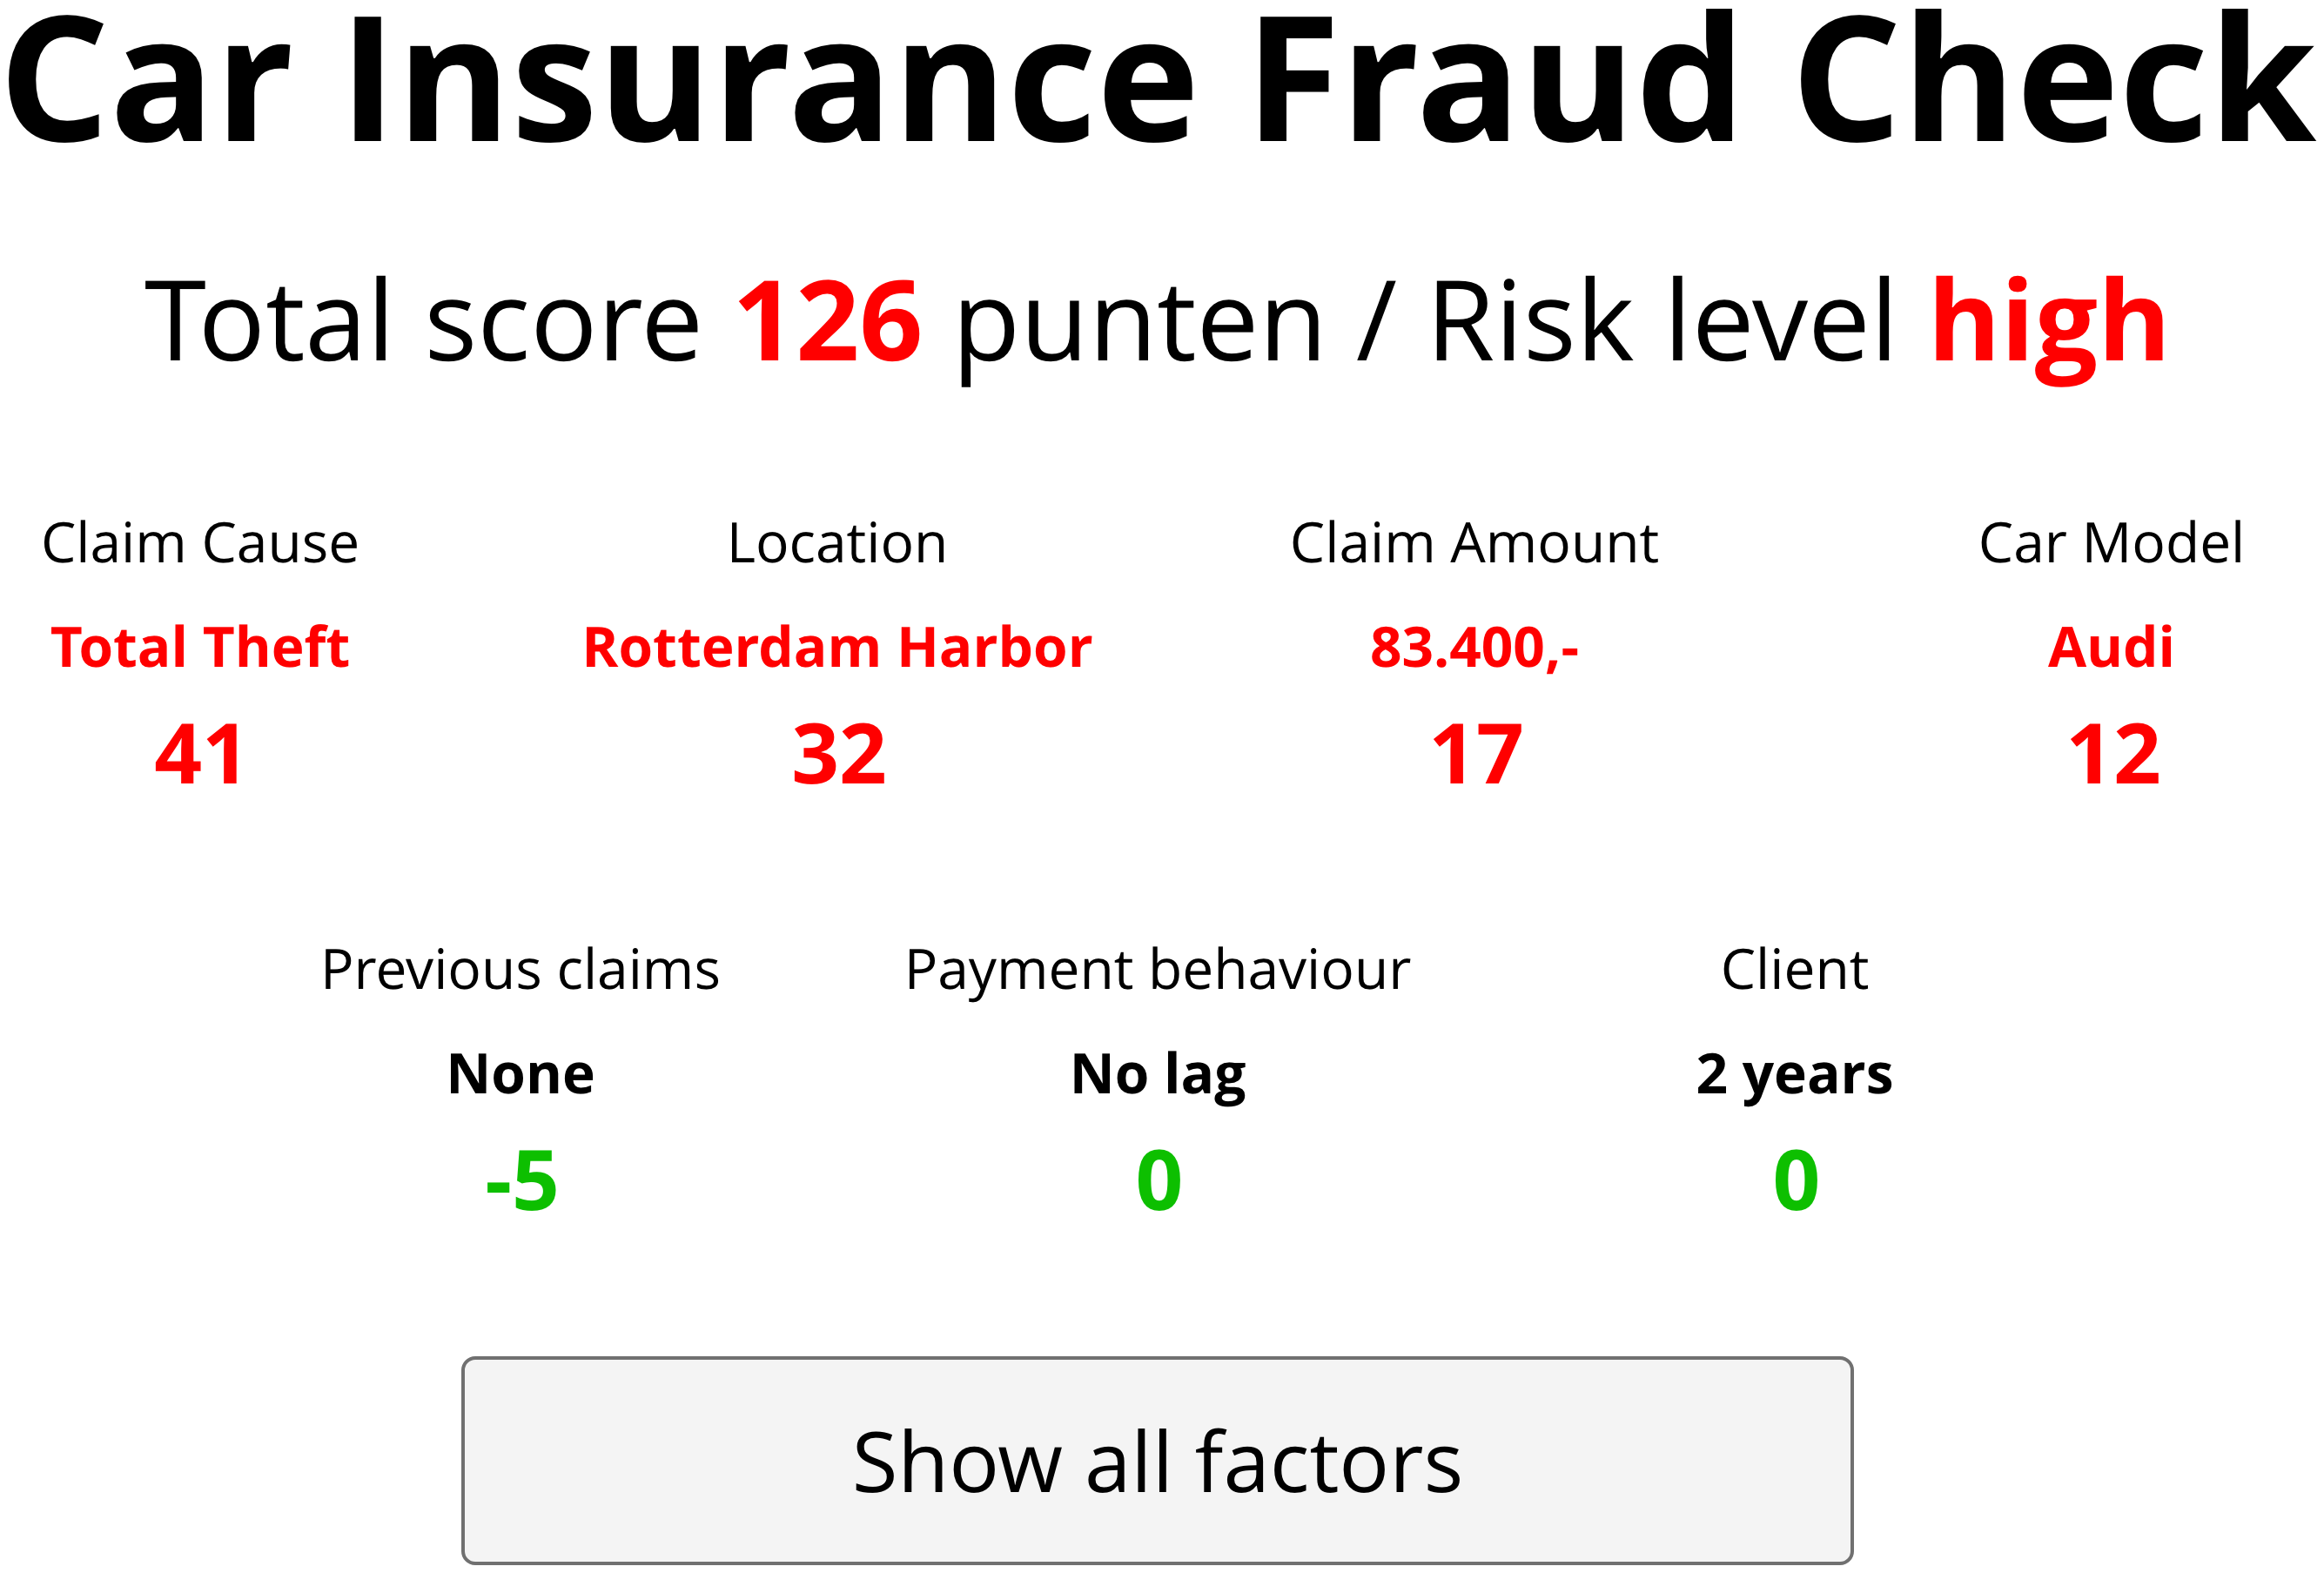 Car Insurance Fraud Check
Total score 126 punten / Risk level high
Claim Cause Location Claim Amount Car Model
Total Theft Rotterdam Harbor 83.400,- Audi
41 32 17 12
Previous claims Payment behaviour Client
None No lag 2 years
-5 0 0
Show all factors